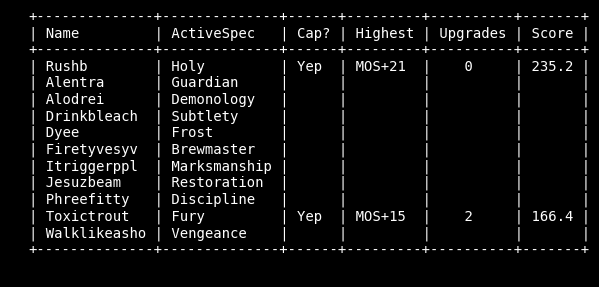 +--------------+--------------+------+---------+----------+-------+
| Name         | ActiveSpec   | Cap? | Highest | Upgrades | Score |
+--------------+--------------+------+---------+----------+-------+
| Rushb        | Holy         | Yep  | MOS+21  |    0     | 235.2 |
| Alentra      | Guardian     |      |         |          |       |
| Alodrei      | Demonology   |      |         |          |       |
| Drinkbleach  | Subtlety     |      |         |          |       |
| Dyee         | Frost        |      |         |          |       |
| Firetyvesyv  | Brewmaster   |      |         |          |       |
| Itriggerppl  | Marksmanship |      |         |          |       |
| Jesuzbeam    | Restoration  |      |         |          |       |
| Phreefitty   | Discipline   |      |         |          |       |
| Toxictrout   | Fury         | Yep  | MOS+15  |    2     | 166.4 |
| Walklikeasho | Vengeance    |      |         |          |       |
+--------------+--------------+------+---------+----------+-------+